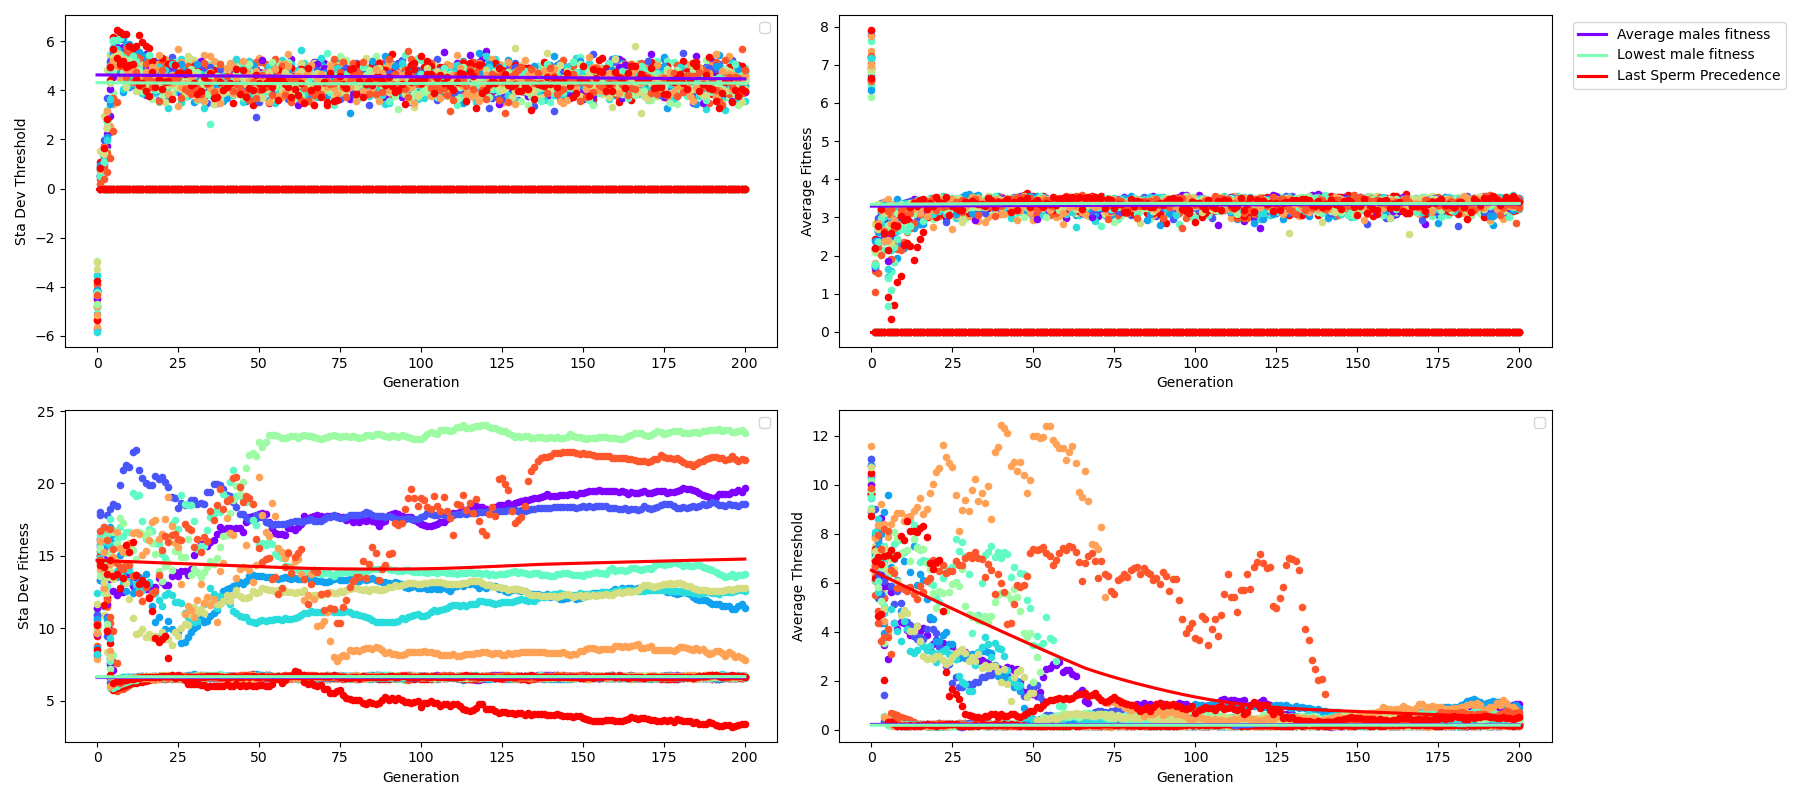 6
4
2
0
−2
−4
−6
Sta Dev Threshold
0 25 50 75 100 125 150 175 200
Generation
8
7
6
5
4
3
2
1
0
Average Fitness
0 25 50 75 100 125 150 175 200
Generation
Average males fitness
Lowest male fitness
Last Sperm Precedence
25
20
15
10
5
Sta Dev Fitness
0 25 50 75 100 125 150 175 200
Generation
12
10
8
6
4
2
0
Average Threshold
0 25 50 75 100 125 150 175 200
Generation